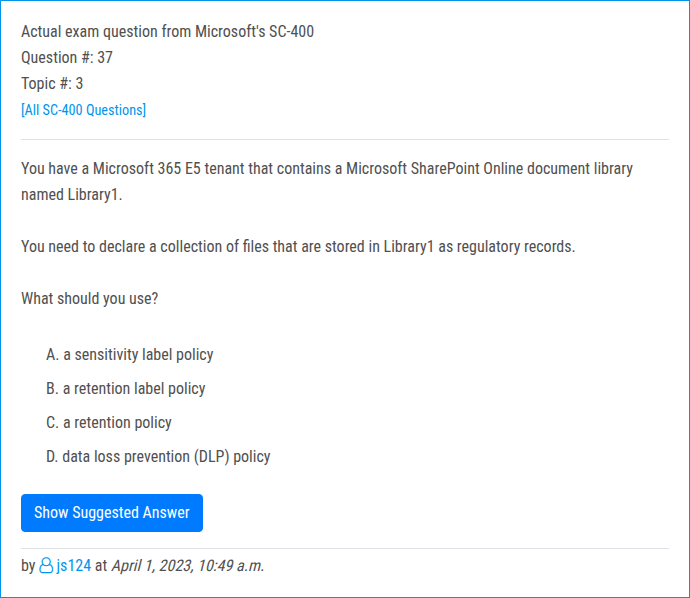 Actual exam question from Microsoft's SC-400
Question #: 37
Topic #: 3
[All SC-400 Questions]
You have a Microsoft 365 E5 tenant that contains a Microsoft SharePoint Online document library
named Library1.
You need to declare a collection of files that are stored in Library1 as regulatory records.
What should you use?
A. a sensitivity label policy
B. a retention label policy
C. a retention policy
D. data loss prevention (DLP) policy
Show Suggested Answer
by js124 at April 1, 2023, 10:49 a.m.